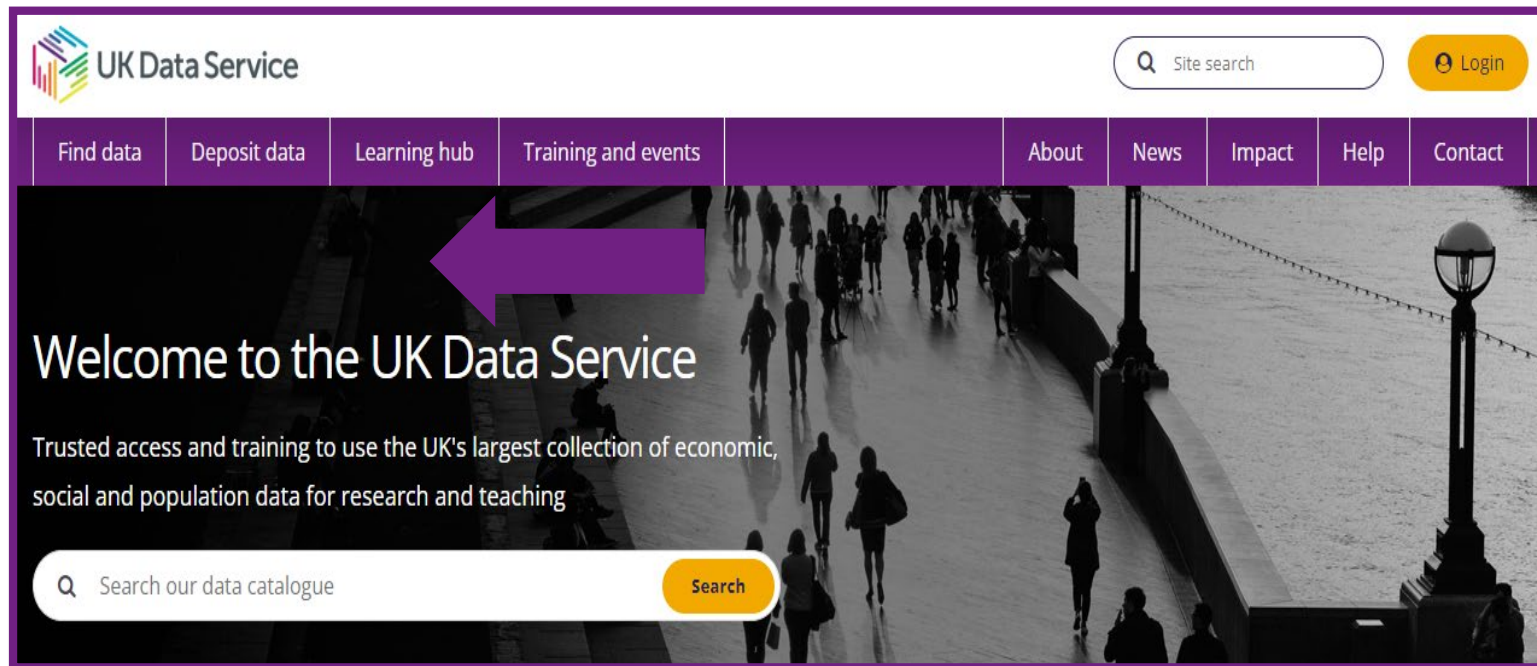 UK Data Service
Site search
Login
Find data
Deposit data
Learning hub
Training and events
About
News
Impact
Help
Contact
Welcome to the UK Data Service
Trusted access and training to use the UK's largest collection of economic,
social and population data for research and teaching
Search our data catalogue
Search